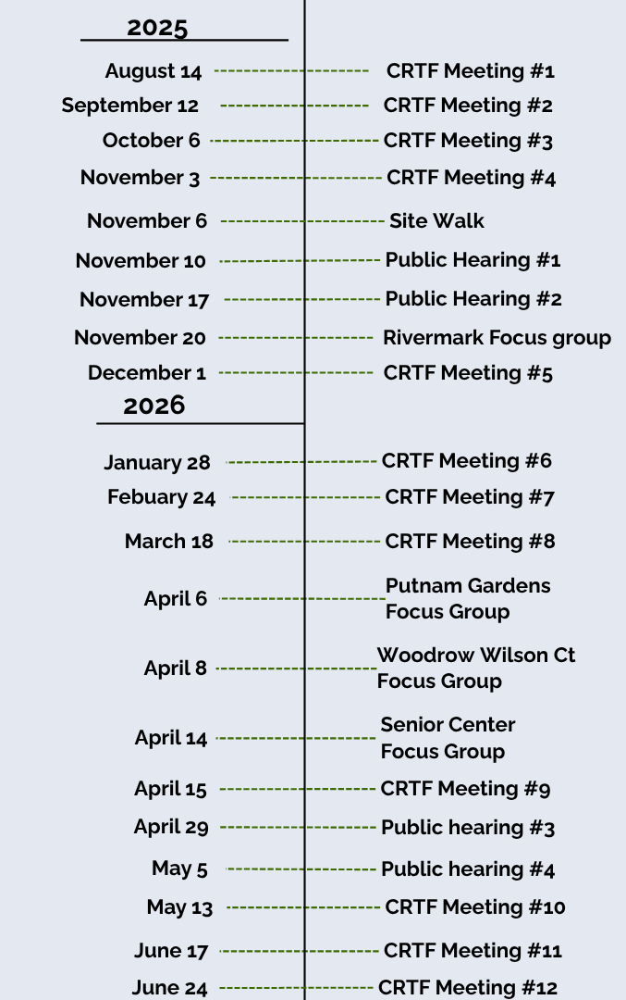 2025
August 14 CRTF Meeting #1
September 12 CRTF Meeting #2
October 6 CRTF Meeting #3
November 3 CRTF Meeting #4
November 6 Site Walk
November 10 Public Hearing #1
November 17 Public Hearing #2
November 20 Rivermark Focus group
December 1 CRTF Meeting #5
2026
January 28 CRTF Meeting #6
Febuary 24 CRTF Meeting #7
March 18 CRTF Meeting #8
April 6 Putnam Gardens
Focus Group
April 8 Woodrow Wilson Ct
Focus Group
April 14 Senior Center
Focus Group
April 15 CRTF Meeting #9
April 29 Public hearing #3
May 5 Public hearing #4
May 13 CRTF Meeting #10
June 17 CRTF Meeting #11
June 24 CRTF Meeting #12